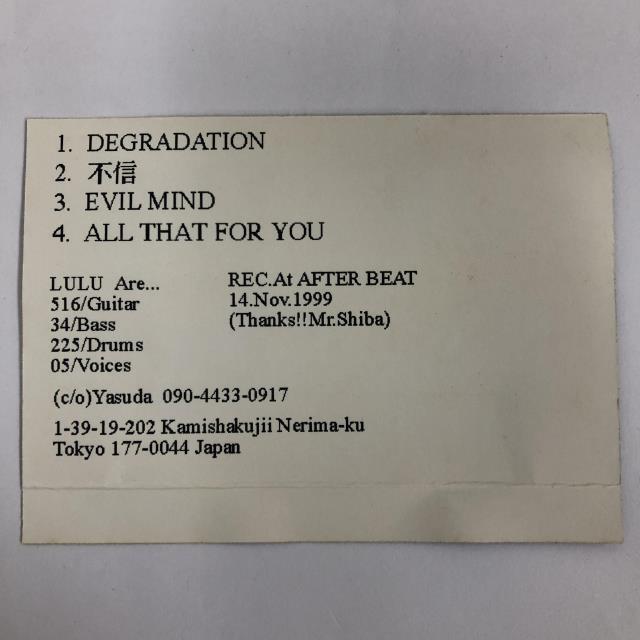 1. DEGRADATION
2. 不信
3. EVIL MIND
4. ALL THAT FOR YOU
LULU Are...
516/Guitar
34/Bass
225/Drums
05/Voices
REC.At AFTER BEAT
14.Nov.1999
(Thanks!!Mr.Shiba)
(c/o)Yasuda 090-4433-0917
1-39-19-202 Kamishakujii Nerima-ku
Tokyo 177-0044 Japan